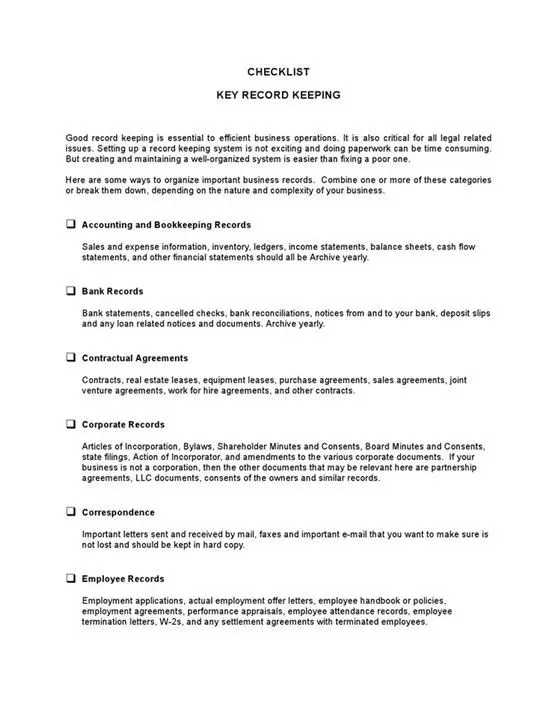 CHECKLIST
KEY RECORD KEEPING
Good record keeping is essential to efficient business operations. It is also critical for all legal related
issues. Setting up a record keeping system is not exciting and doing paperwork can be time consuming.
But creating and maintaining a well-organized system is easier than fixing a poor one.
Here are some ways to organize important business records. Combine one or more of these categories
or break them down, depending on the nature and complexity of your business.
❑ Accounting and Bookkeeping Records
Sales and expense information, inventory, ledgers, income statements, balance sheets, cash flow
statements, and other financial statements should all be Archive yearly.
❑ Bank Records
Bank statements, cancelled checks, bank reconciliations, notices from and to your bank, deposit slips
and any loan related notices and documents. Archive yearly.
❑ Contractual Agreements
Contracts, real estate leases, equipment leases, purchase agreements, sales agreements, joint
venture agreements, work for hire agreements, and other contracts.
❑ Corporate Records
Articles of Incorporation, Bylaws, Shareholder Minutes and Consents, Board Minutes and Consents,
state filings, Action of Incorporator, and amendments to the various corporate documents. If your
business is not a corporation, then the other documents that may be relevant here are partnership
agreements, LLC documents, consents of the owners and similar records.
❑ Correspondence
Important letters sent and received by mail, faxes and important e-mail that you want to make sure is
not lost and should be kept in hard copy.
❑ Employee Records
Employment applications, actual employment offer letters, employee handbook or policies,
employment agreements, performance appraisals, employee attendance records, employee
termination letters, W-2s, and any settlement agreements with terminated employees.